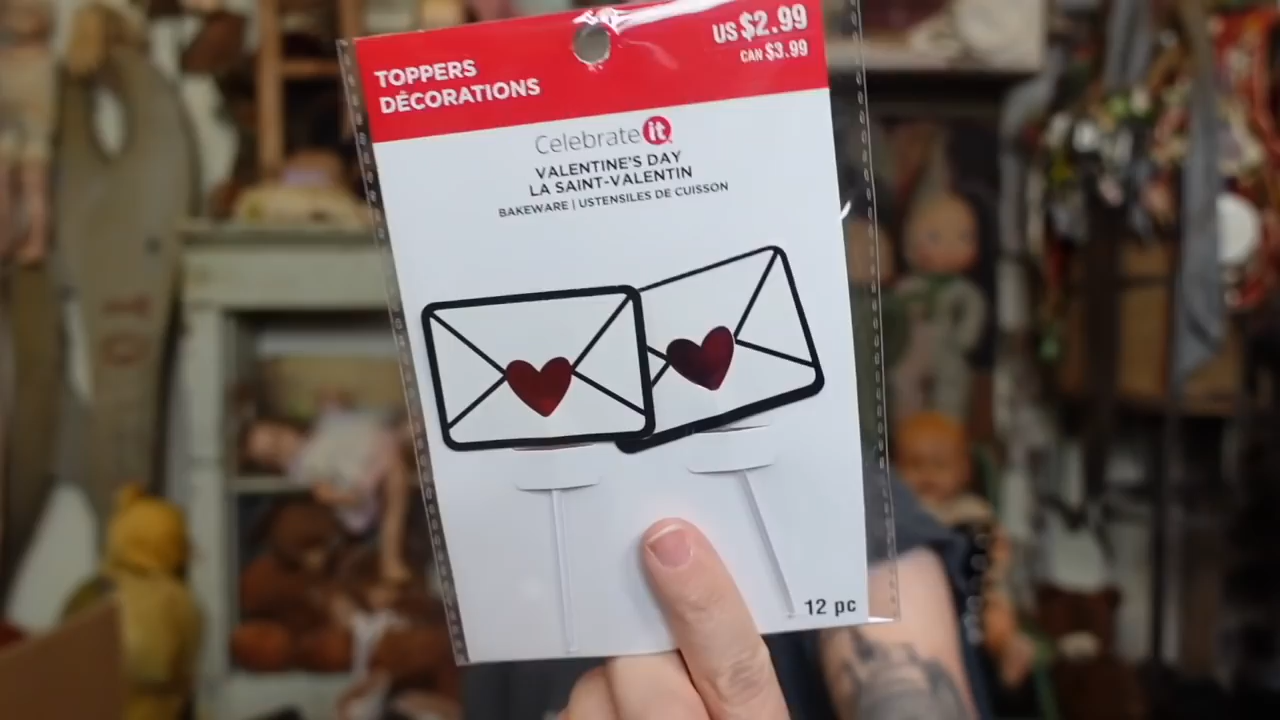 US $2.99
CAN $3.99
TOPPERS
DÉCORATIONS
Celebrate it
VALENTINE'S DAY
LA SAINT-VALENTIN
BAKEWARE | USTENSILES DE CUISSON
12 pc